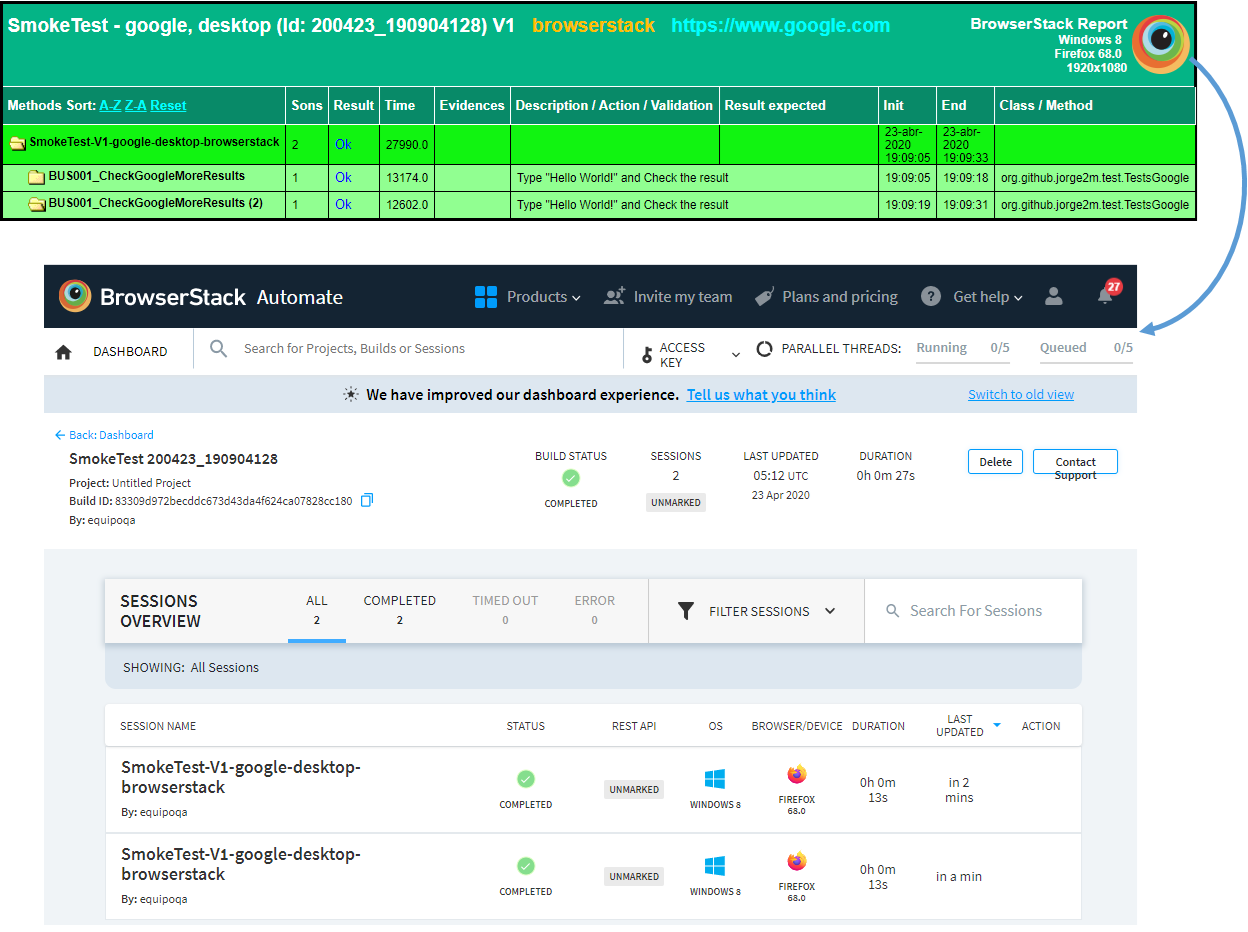 SmokeTest - google, desktop (Id: 200423_190904128) V1 browserstack https://www.google.com
BrowserStack Report
Windows 8
Firefox 68.0
1920x1080
Methods Sort: A-Z Z-A Reset Sons Result Time Evidences Description / Action / Validation Result expected Init End Class / Method
SmokeTest-V1-google-desktop-browserstack 2 Ok 27990.0 23-abr-2020 19:09:05 23-abr-2020 19:09:33
BUS001_CheckGoogleMoreResults 1 Ok 13174.0 Type "Hello World!" and Check the result 19:09:05 19:09:18 org.github.jorge2m.test.TestsGoogle
BUS001_CheckGoogleMoreResults (2) 1 Ok 12602.0 Type "Hello World!" and Check the result 19:09:19 19:09:31 org.github.jorge2m.test.TestsGoogle
BrowserStack Automate Products Invite my team Plans and pricing ? Get help 27
DASHBOARD Search for Projects, Builds or Sessions ACCESS KEY PARALLEL THREADS: Running 0/5 Queued 0/5
We have improved our dashboard experience. Tell us what you think Switch to old view
Back: Dashboard
SmokeTest 200423_190904128
Project: Untitled Project
Build ID: 83309d972becddc673d43da4f624ca07828cc180
By: equipoqa
BUILD STATUS
COMPLETED
SESSIONS
2
UNMARKED
LAST UPDATED
05:12 UTC
23 Apr 2020
DURATION
0h 0m 27s
Delete
Contact
Support
SESSIONS
OVERVIEW
ALL
2
COMPLETED
2
TIMED OUT
0
ERROR
0
FILTER SESSIONS
Search For Sessions
SHOWING: All Sessions
SESSION NAME STATUS REST API OS BROWSER/DEVICE DURATION LAST UPDATED ACTION
SmokeTest-V1-google-desktop-
browserstack
By: equipoqa
COMPLETED
UNMARKED
WINDOWS 8
FIREFOX
68.0
0h 0m
13s
in 2
mins
SmokeTest-V1-google-desktop-
browserstack
By: equipoqa
COMPLETED
UNMARKED
WINDOWS 8
FIREFOX
68.0
0h 0m
13s
in a min